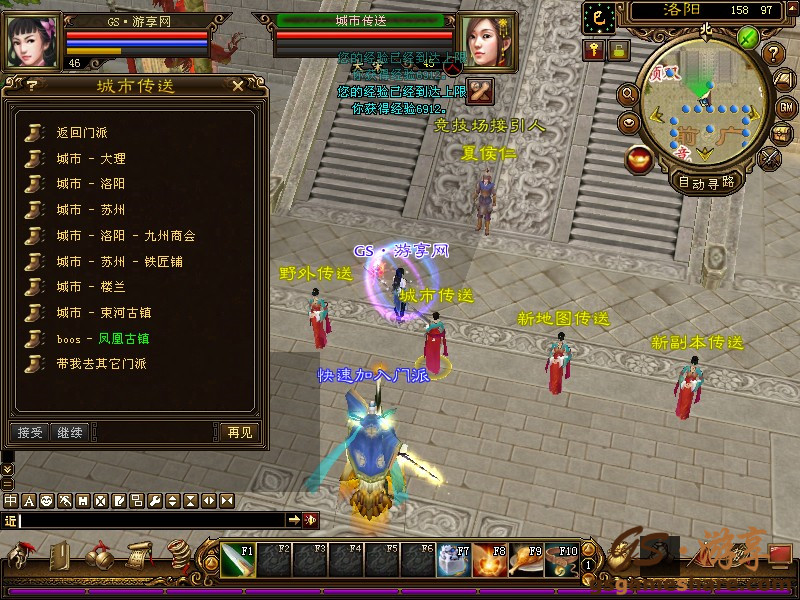 GS·游享网
46
城市传送
45
洛阳
158 97
北
您的经验已经到达上限
你获得经验6912。
您的经验已经到达上限
你获得经验6912。
? 城市传送
返回门派
城市 - 大理
城市 - 洛阳
城市 - 苏州
城市 - 洛阳 - 九州商会
城市 - 苏州 - 铁匠铺
城市 - 楼兰
城市 - 束河古镇
boos - 凤凰古镇
带我去其它门派
接受
继续
再见
?
GM
自动寻路
竞技场接引人
夏侯仁
GS·游享网
野外传送
城市传送
新地图传送
新副本传送
快速加入门派
中 A
近
F1 F2 F3 F4 F5 F6 F7 F8 F9 F10
1
GS·游享